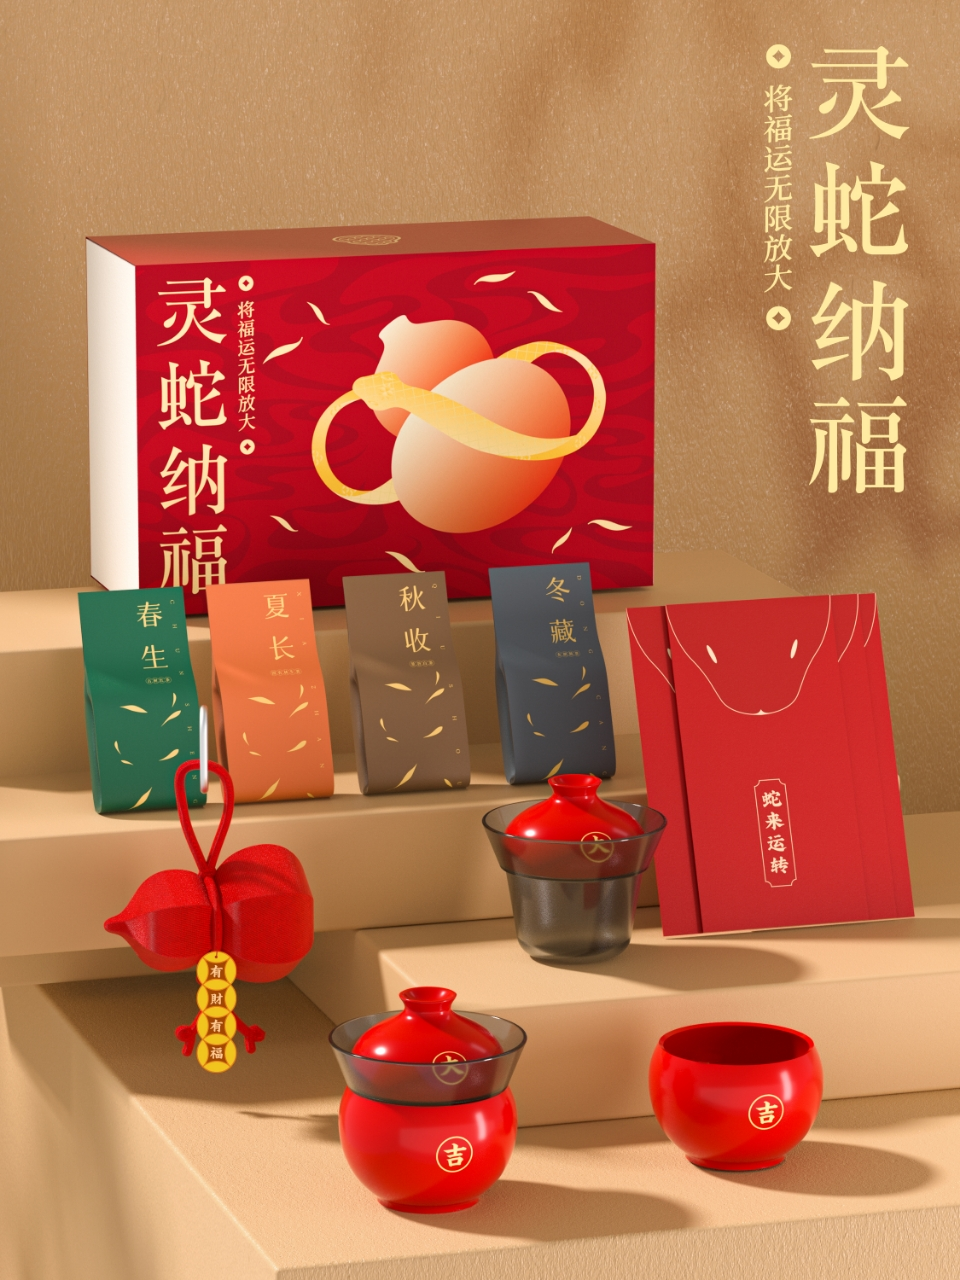 灵蛇纳福
将福运无限放大
灵蛇纳福
将福运无限放大
春生
夏长
秋收
冬藏
蛇来运转
大
有财有福
大
吉
吉